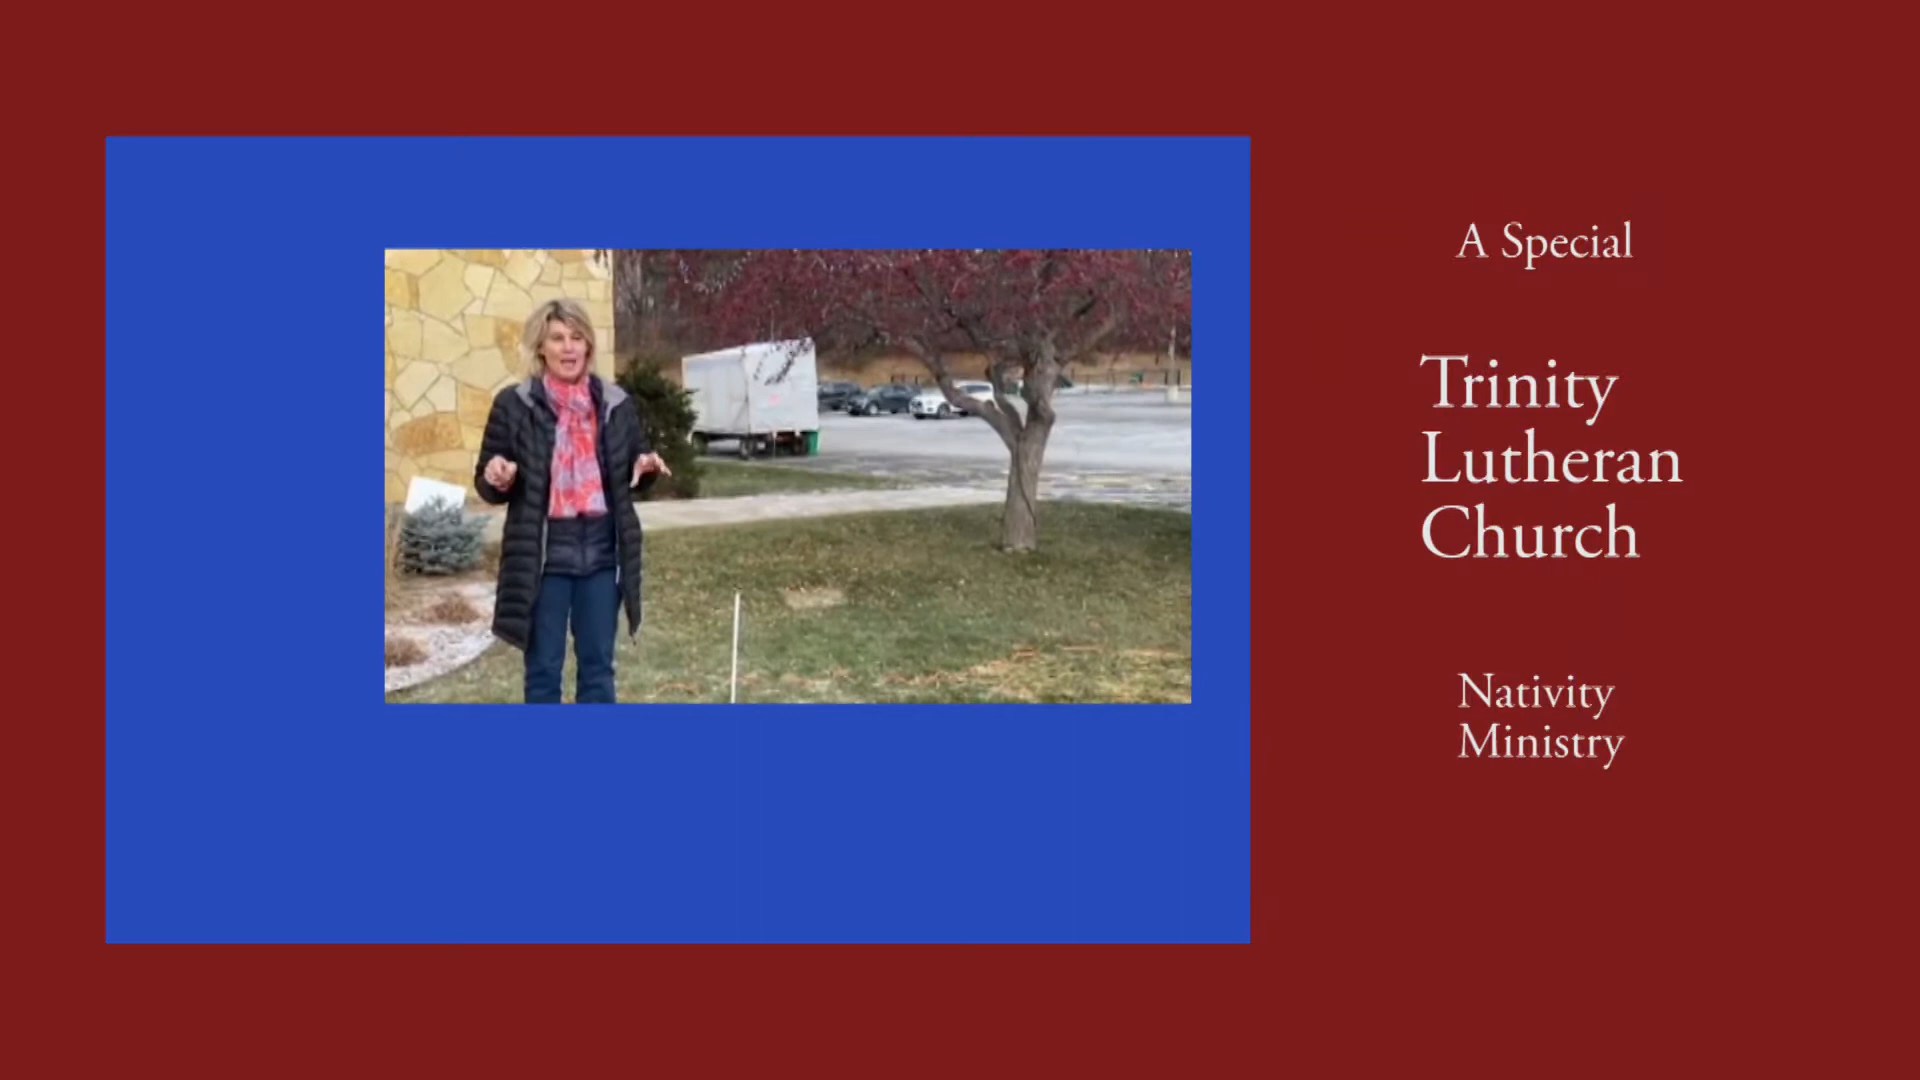 A Special
Trinity
Lutheran
Church
Nativity
Ministry